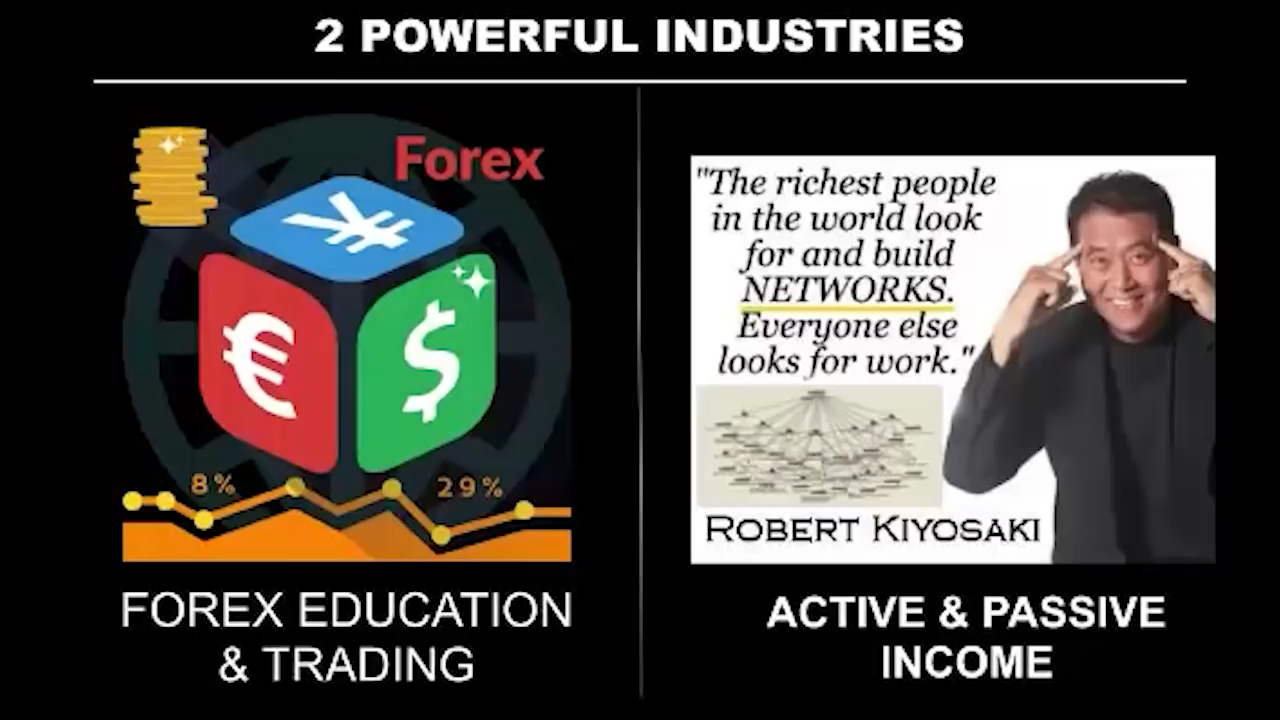 2 POWERFUL INDUSTRIES
Forex
¥
€ $
8% 29%
FOREX EDUCATION
& TRADING
"The richest people
in the world look
for and build
NETWORKS.
Everyone else
looks for work."
ROBERT KIYOSAKI
ACTIVE & PASSIVE
INCOME